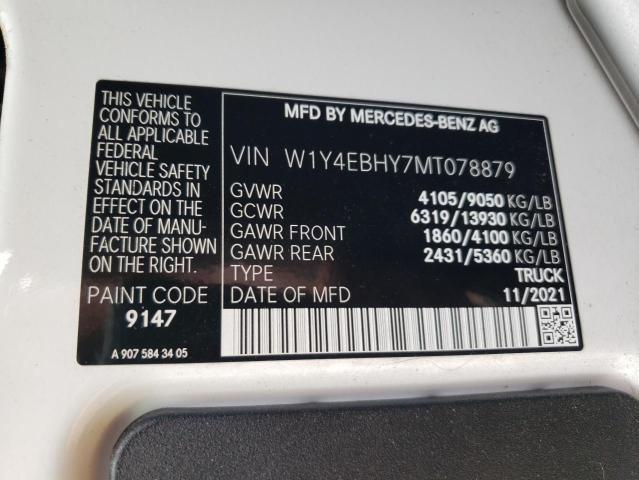 THIS VEHICLE
CONFORMS TO
ALL APPLICABLE
FEDERAL
VEHICLE SAFETY
STANDARDS IN
EFFECT ON THE
DATE OF MANU-
FACTURE SHOWN
ON THE RIGHT.
PAINT CODE
9147
A 907 584 34 05
MFD BY MERCEDES-BENZ AG
VIN W1Y4EBHY7MT078879
GVWR 4105/9050 KG/LB
GCWR 6319/13930 KG/LB
GAWR FRONT 1860/4100 KG/LB
GAWR REAR 2431/5360 KG/LB
TYPE TRUCK
DATE OF MFD 11/2021